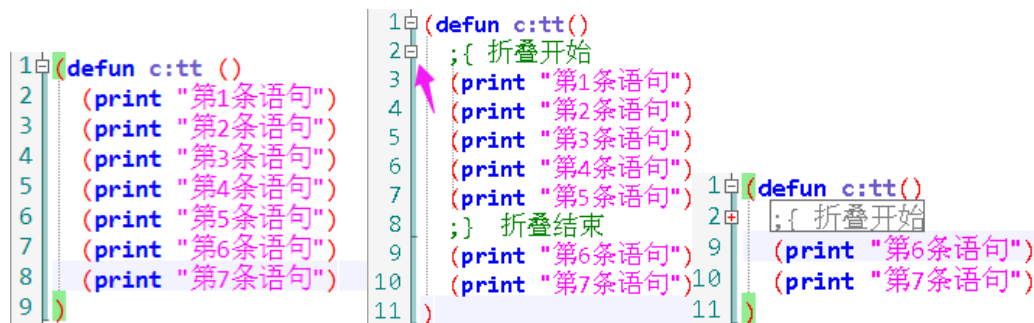 1 (defun c:tt ()
2 (print "第1条语句")
3 (print "第2条语句")
4 (print "第3条语句")
5 (print "第4条语句")
6 (print "第5条语句")
7 (print "第6条语句")
8 (print "第7条语句")
9 )
1 (defun c:tt()
2 ;{ 折叠开始
3 (print "第1条语句")
4 (print "第2条语句")
5 (print "第3条语句")
6 (print "第4条语句")
7 (print "第5条语句")
8 ;} 折叠结束
9 (print "第6条语句")
10 (print "第7条语句")
11 )
1 (defun c:tt()
2 ;{ 折叠开始
9 (print "第6条语句")
10 (print "第7条语句")
11 )